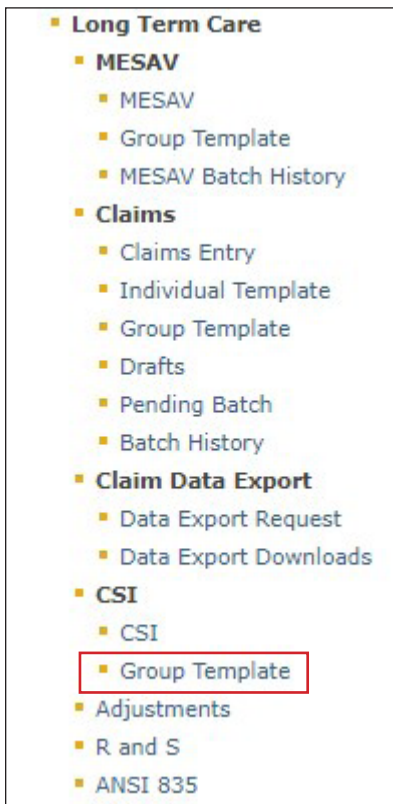 Long Term Care
MESAV
MESAV
Group Template
MESAV Batch History
Claims
Claims Entry
Individual Template
Group Template
Drafts
Pending Batch
Batch History
Claim Data Export
Data Export Request
Data Export Downloads
CSI
CSI
Group Template
Adjustments
R and S
ANSI 835